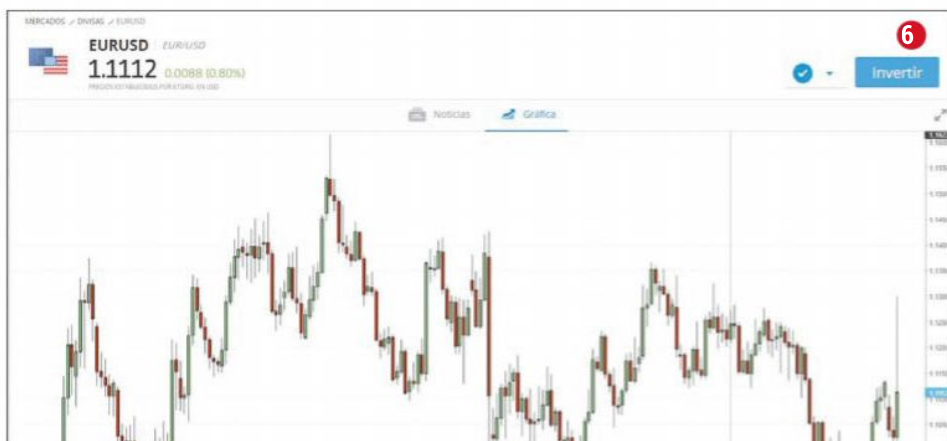 MERCADOS / DIVISAS / EURUSD
6
EURUSD EUR/USD
1.1112 0.0088 (0.80%)
PRECIOS ESTABLECIDOS POR ETORO, EN USD
Invertir
Noticias Gráfica